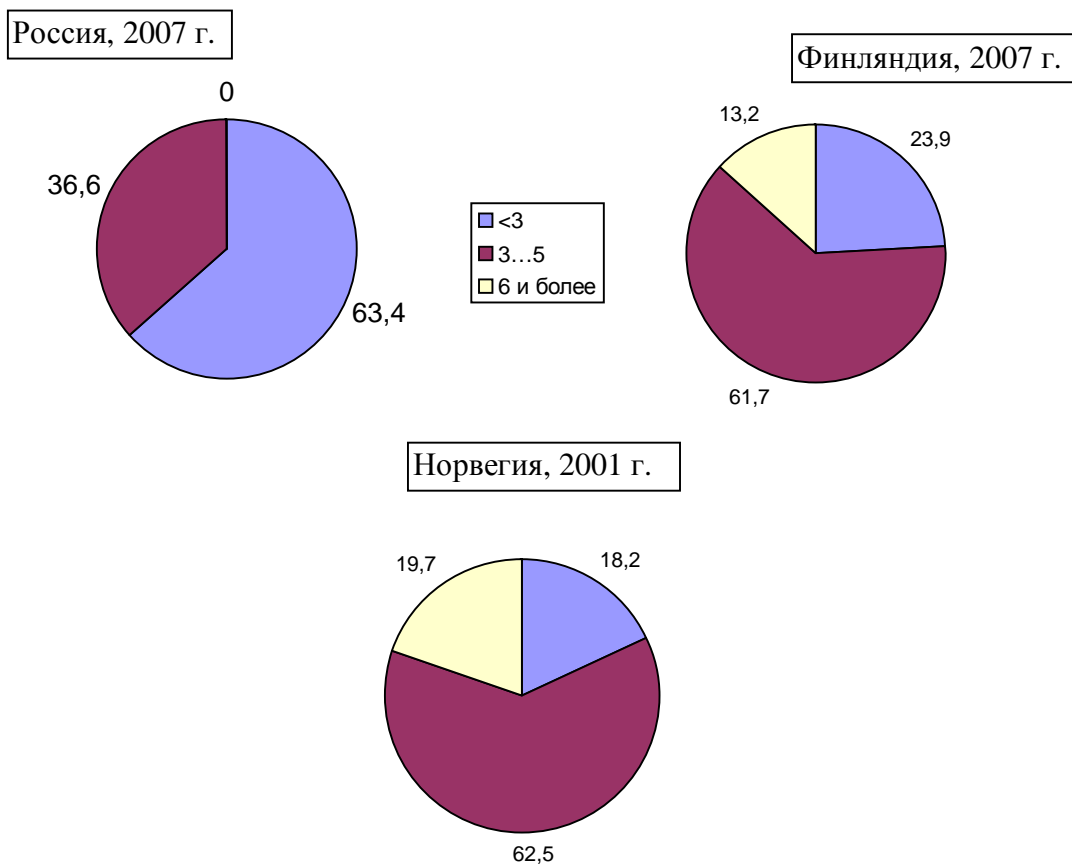 Россия, 2007 г.
0
36,6
63,4
<3
3...5
6 и более
Финляндия, 2007 г.
13,2
23,9
61,7
Норвегия, 2001 г.
19,7
18,2
62,5